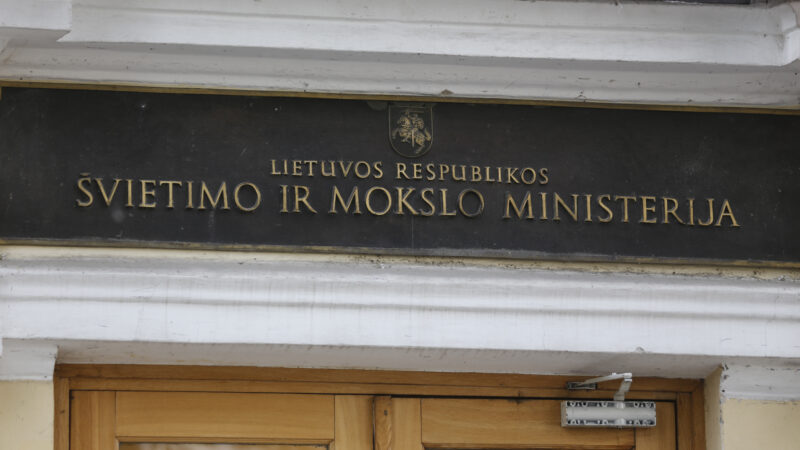 LIETUVOS RESPUBLIKOS
ŠVIETIMO IR MOKSLO MINISTERIJA